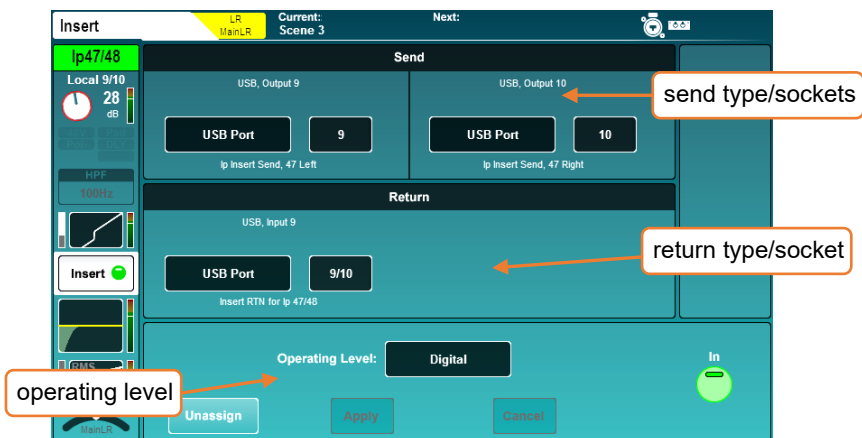 Insert
LR
MainLR
Current:
Scene 3
Next:
Ip47/48
Local 9/10
28
dB
HPF
100Hz
Insert
RMS
MainLR
Send
USB, Output 9
USB, Output 10
USB Port
9
USB Port
10
Ip Insert Send, 47 Left
Ip Insert Send, 47 Right
Return
USB, Input 9
USB Port
9/10
Insert RTN for Ip 47/48
Operating Level:
Digital
In
Unassign
Apply
Cancel
send type/sockets
return type/socket
operating level